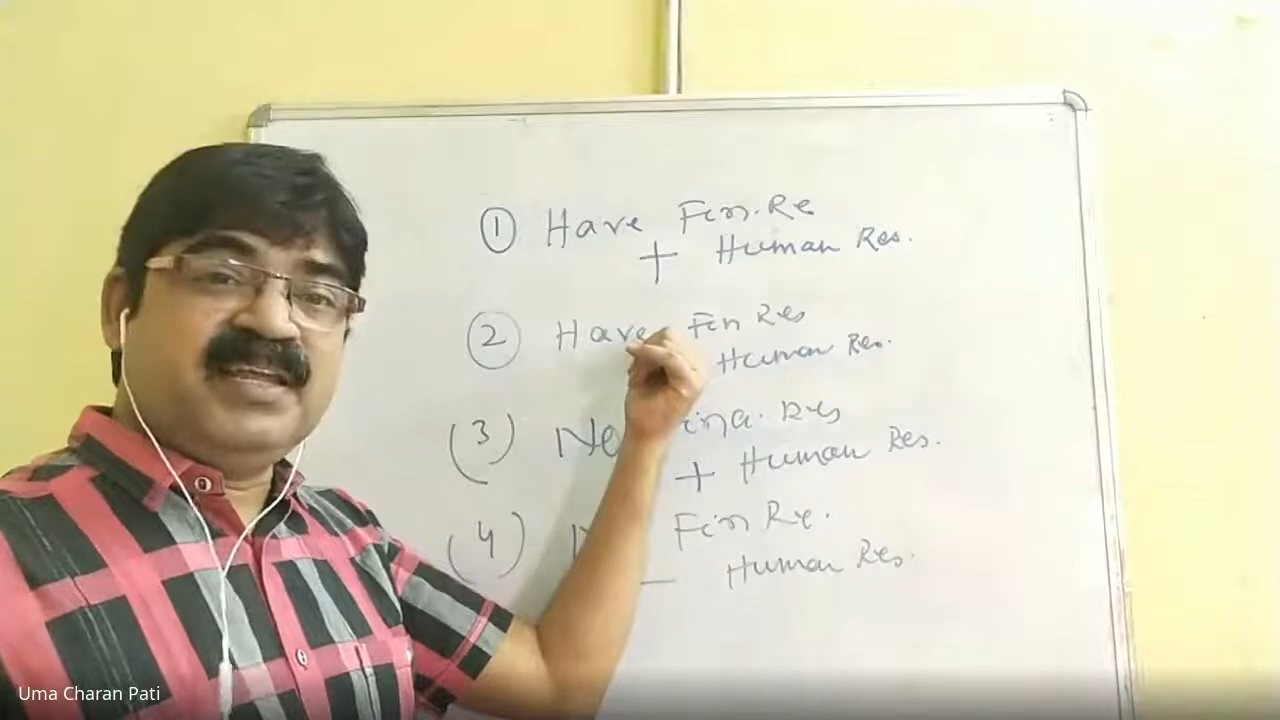 ① Have Fin. Re
+ Human Res.
② Have Fin Res
Human Res.
(3) No Fina. Res
+ Human Res.
(4) Fin Re.
— Human Res.
Uma Charan Pati